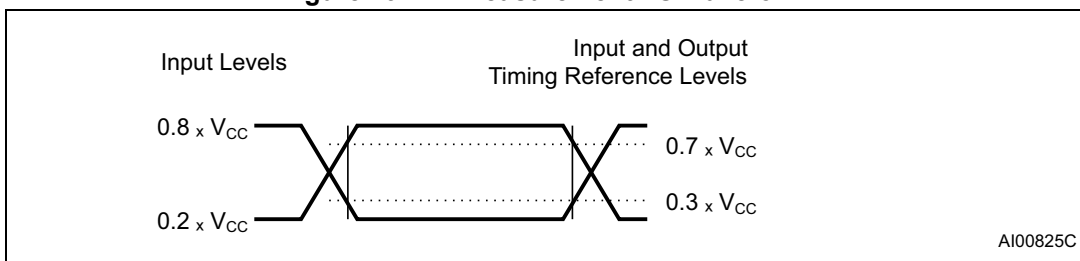 Input Levels
Input and Output
Timing Reference Levels
0.8 x VCC
0.7 x VCC
0.3 x VCC
0.2 x VCC
AI00825C